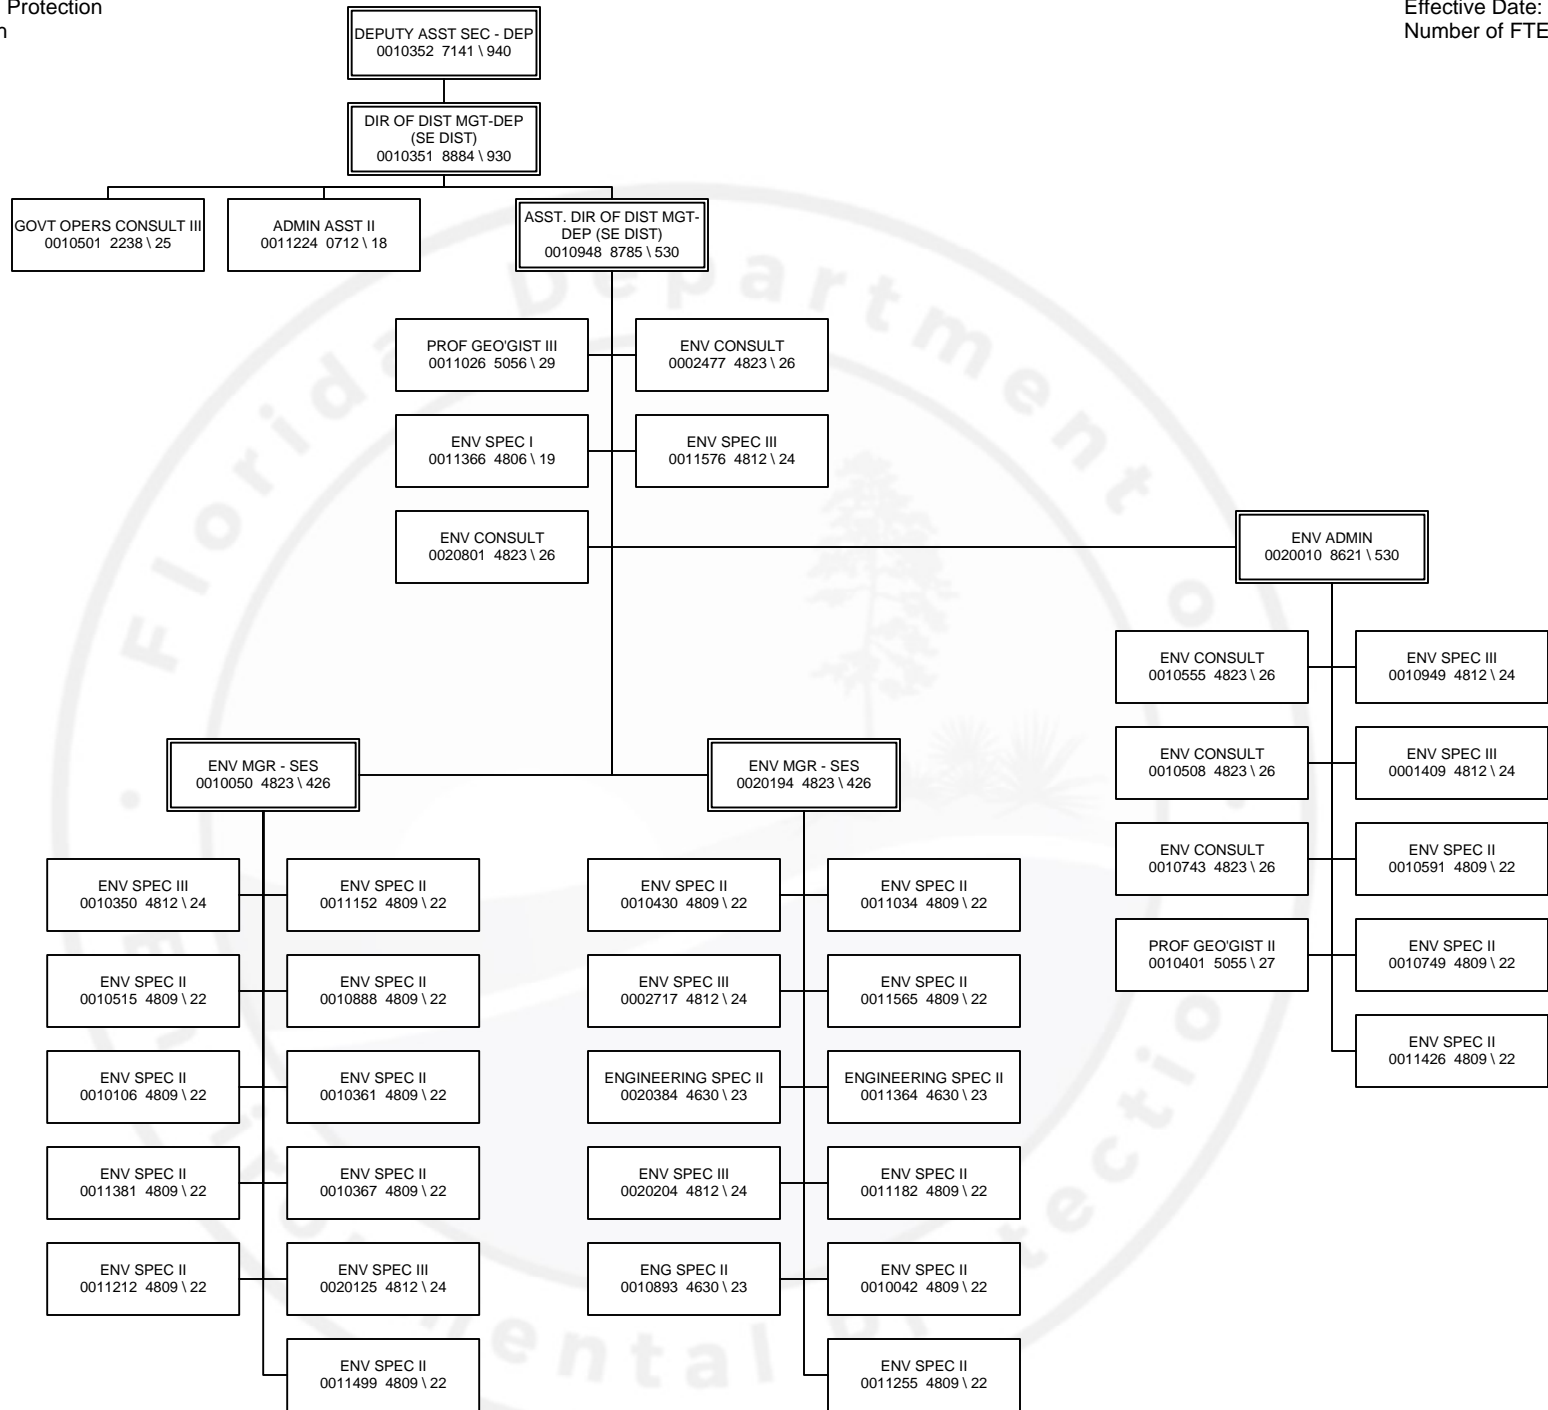 Protection
Effective Date:
Number of FTE
DEPUTY ASST SEC - DEP
0010352 7141 \ 940
DIR OF DIST MGT-DEP
(SE DIST)
0010351 8884 \ 930
GOVT OPERS CONSULT III
0010501 2238 \ 25
ADMIN ASST II
0011224 0712 \ 18
ASST. DIR OF DIST MGT-
DEP (SE DIST)
0010948 8785 \ 530
PROF GEO'GIST III
0011026 5056 \ 29
ENV CONSULT
0002477 4823 \ 26
ENV SPEC I
0011366 4806 \ 19
ENV SPEC III
0011576 4812 \ 24
ENV CONSULT
0020801 4823 \ 26
ENV ADMIN
0020010 8621 \ 530
ENV CONSULT
0010555 4823 \ 26
ENV SPEC III
0010949 4812 \ 24
ENV CONSULT
0010508 4823 \ 26
ENV SPEC III
0001409 4812 \ 24
ENV CONSULT
0010743 4823 \ 26
ENV SPEC II
0010591 4809 \ 22
PROF GEO'GIST II
0010401 5055 \ 27
ENV SPEC II
0010749 4809 \ 22
ENV SPEC II
0011426 4809 \ 22
ENV MGR - SES
0010050 4823 \ 426
ENV MGR - SES
0020194 4823 \ 426
ENV SPEC III
0010350 4812 \ 24
ENV SPEC II
0011152 4809 \ 22
ENV SPEC II
0010515 4809 \ 22
ENV SPEC II
0010888 4809 \ 22
ENV SPEC II
0010106 4809 \ 22
ENV SPEC II
0010361 4809 \ 22
ENV SPEC II
0011381 4809 \ 22
ENV SPEC II
0010367 4809 \ 22
ENV SPEC II
0011212 4809 \ 22
ENV SPEC III
0020125 4812 \ 24
ENV SPEC II
0011499 4809 \ 22
ENV SPEC II
0010430 4809 \ 22
ENV SPEC II
0011034 4809 \ 22
ENV SPEC III
0002717 4812 \ 24
ENV SPEC II
0011565 4809 \ 22
ENGINEERING SPEC II
0020384 4630 \ 23
ENGINEERING SPEC II
0011364 4630 \ 23
ENV SPEC III
0020204 4812 \ 24
ENV SPEC II
0011182 4809 \ 22
ENG SPEC II
0010893 4630 \ 23
ENV SPEC II
0010042 4809 \ 22
ENV SPEC II
0011255 4809 \ 22
Florida Department of